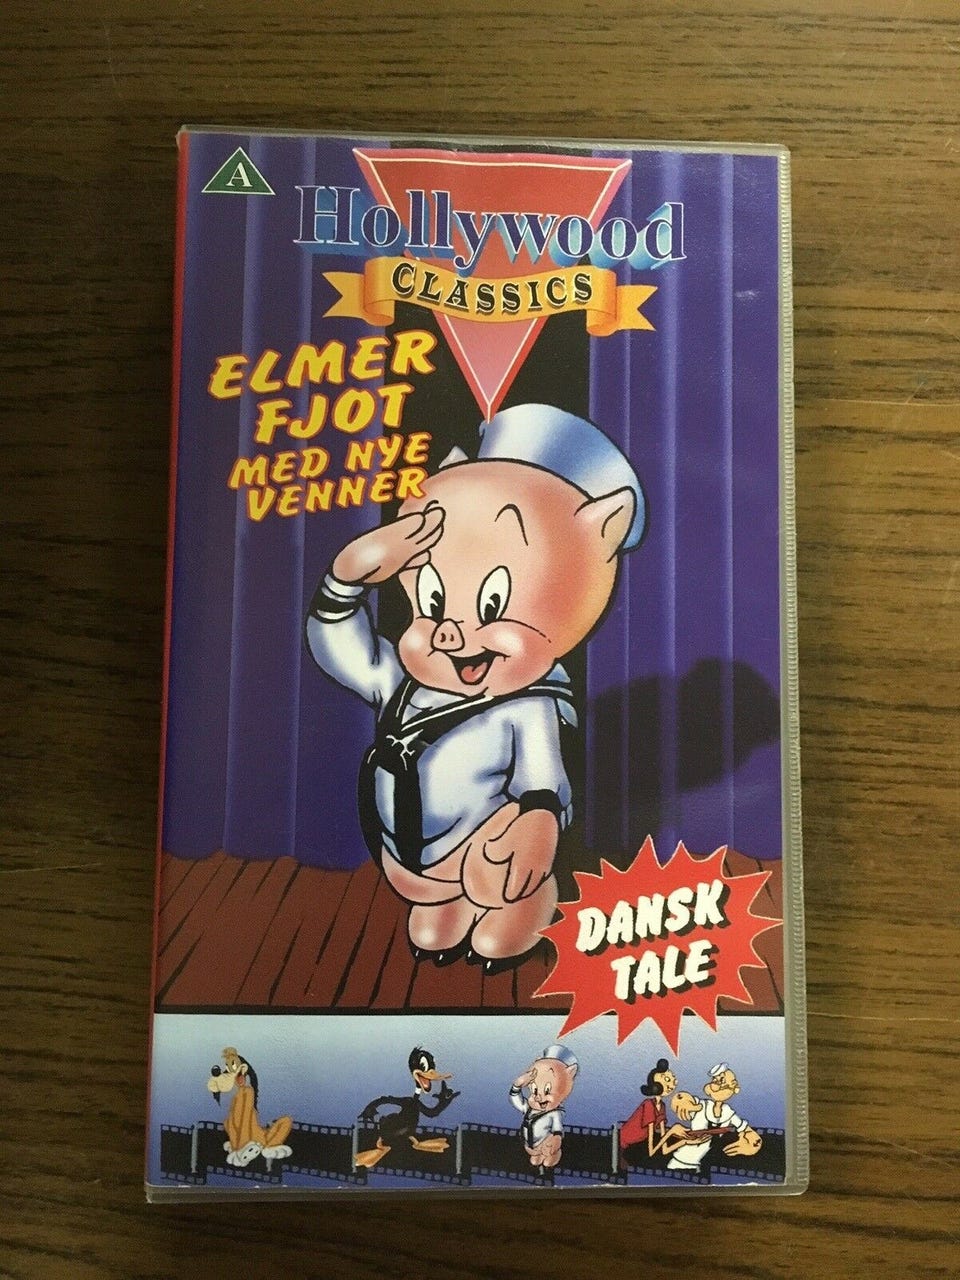 A
Hollywood
CLASSICS
ELMER
FJOT
MED NYE
VENNER
DANSK
TALE